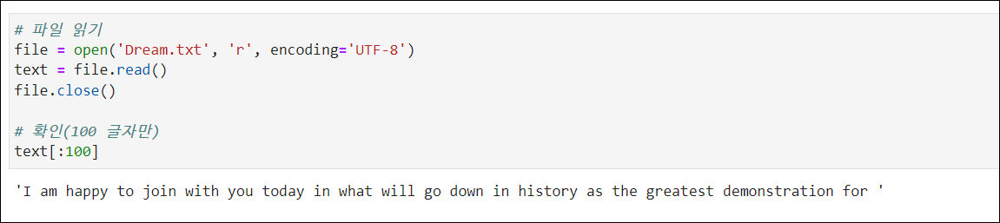 # 파일 읽기
file = open('Dream.txt', 'r', encoding='UTF-8')
text = file.read()
file.close()
# 확인(100 글자만)
text[:100]
'I am happy to join with you today in what will go down in history as the greatest demonstration for '